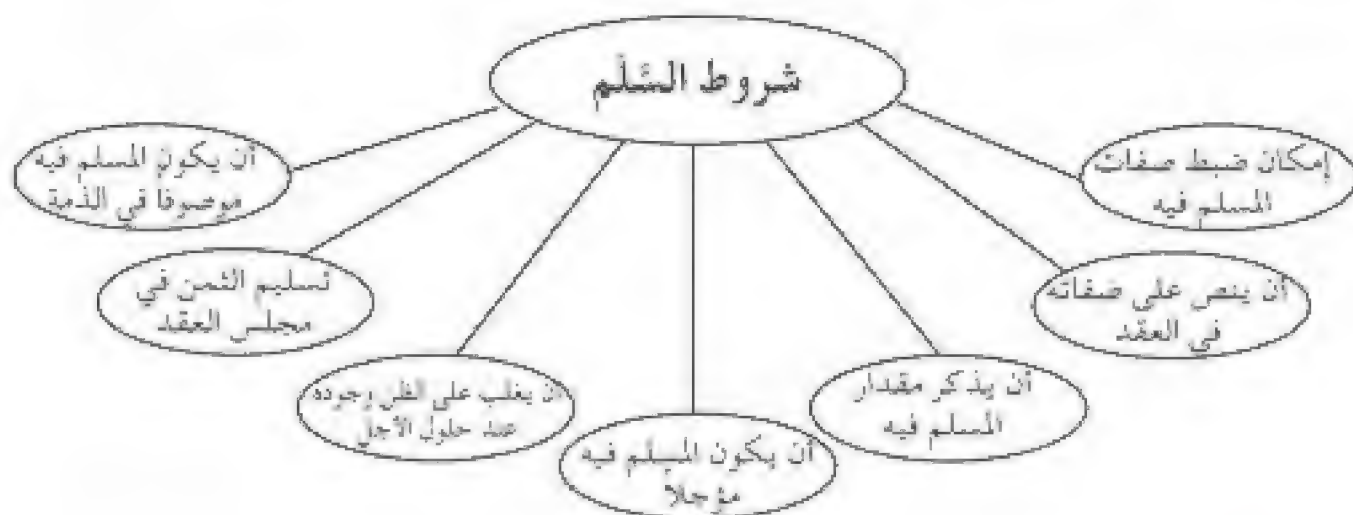 شروط السَّلَم
إمكان ضبط صفات
المسلم فيه
أن ينص على صفاته
في العقد
أن يذكر مقدار
المسلم فيه
أن يكون المسلم فيه
مؤجلا
أن يغلب على الظن وجوده
عند حلول الأجل
تسليم الثمن في
مجلس العقد
أن يكون المسلم فيه
موصوفا في الذمة